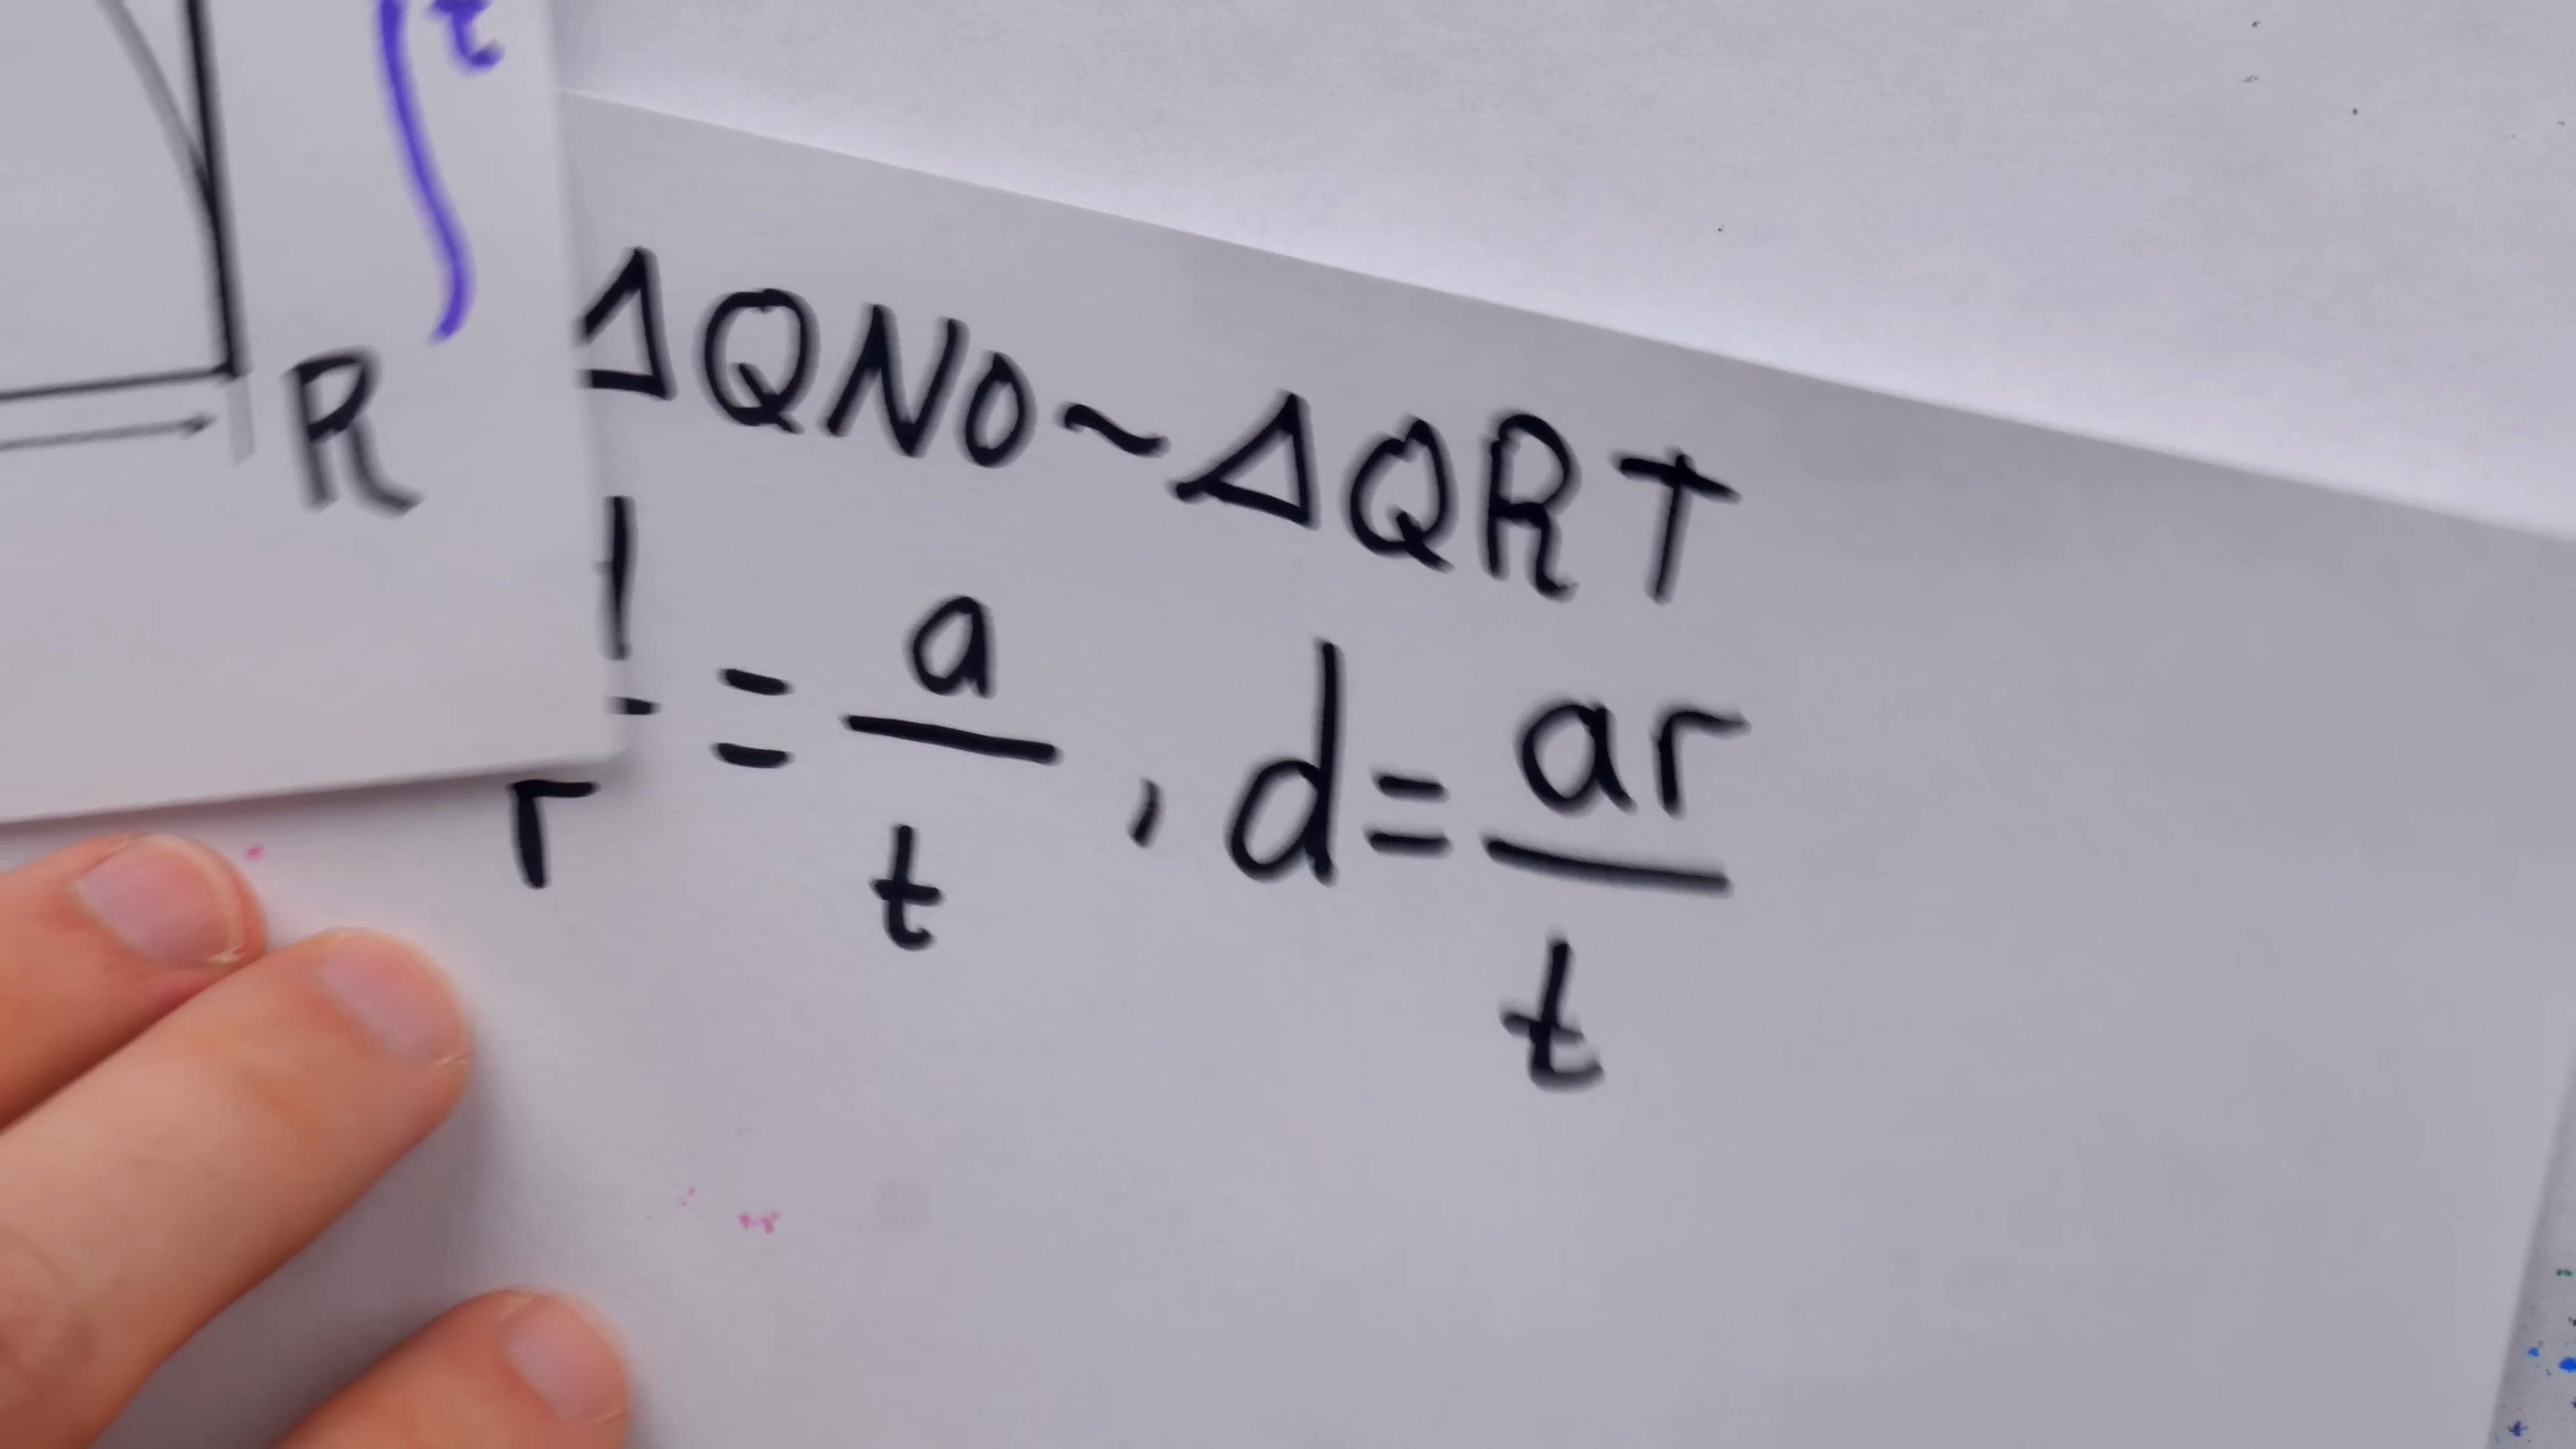 t
R
ΔQNO~ΔQRT
r = a/t , d = ar/t